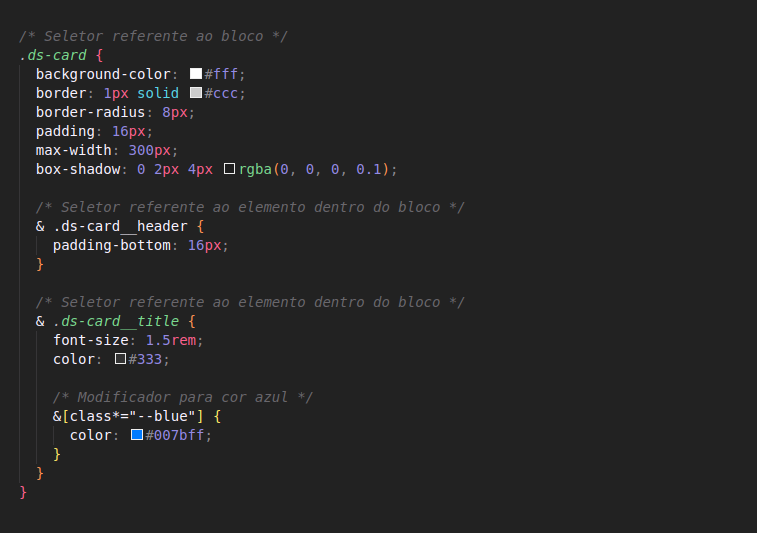 /* Seletor referente ao bloco */
.ds-card {
background-color: #fff;
border: 1px solid #ccc;
border-radius: 8px;
padding: 16px;
max-width: 300px;
box-shadow: 0 2px 4px rgba(0, 0, 0, 0.1);
/* Seletor referente ao elemento dentro do bloco */
& .ds-card__header {
padding-bottom: 16px;
}
/* Seletor referente ao elemento dentro do bloco */
& .ds-card__title {
font-size: 1.5rem;
color: #333;
/* Modificador para cor azul */
&[class*="--blue"] {
color: #007bff;
}
}
}